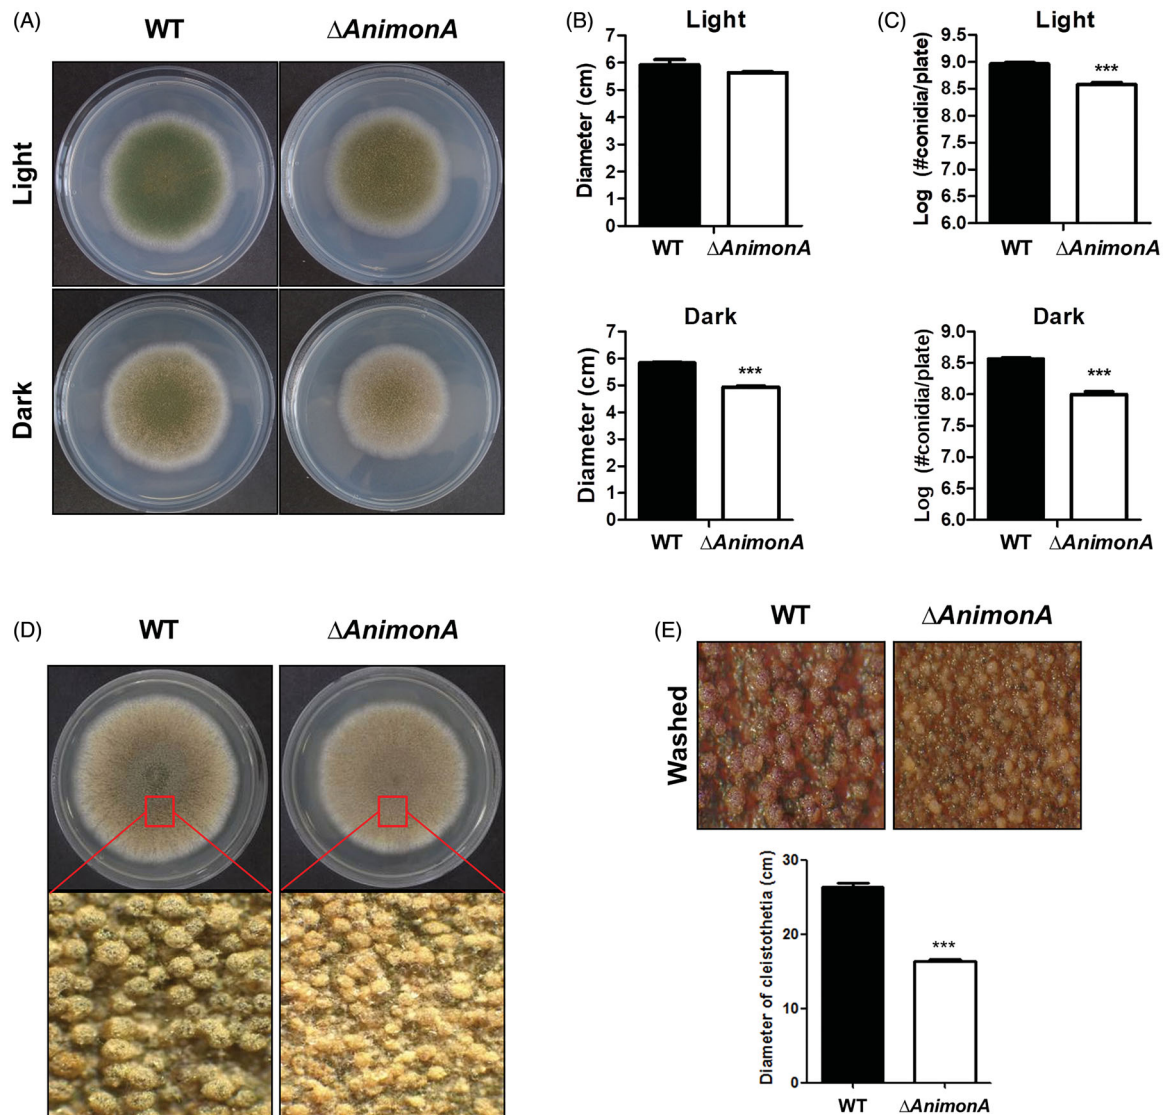 (A)
WT
ΔAnimonA
Light
Dark
(B)
Light
Diameter (cm)
7
6
5
4
3
2
1
0
WT
ΔAnimonA
Dark
Diameter (cm)
7
6
5
4
3
2
1
0
***
WT
ΔAnimonA
(C)
Light
Log (#conidia/plate)
9.5
9.0
8.5
8.0
7.5
7.0
6.5
6.0
***
WT
ΔAnimonA
Dark
Log (#conidia/plate)
9.0
8.5
8.0
7.5
7.0
6.5
6.0
***
WT
ΔAnimonA
(D)
WT
ΔAnimonA
(E)
WT
ΔAnimonA
Washed
Diameter of cleistothetia (cm)
30
20
10
0
***
WT
ΔAnimonA